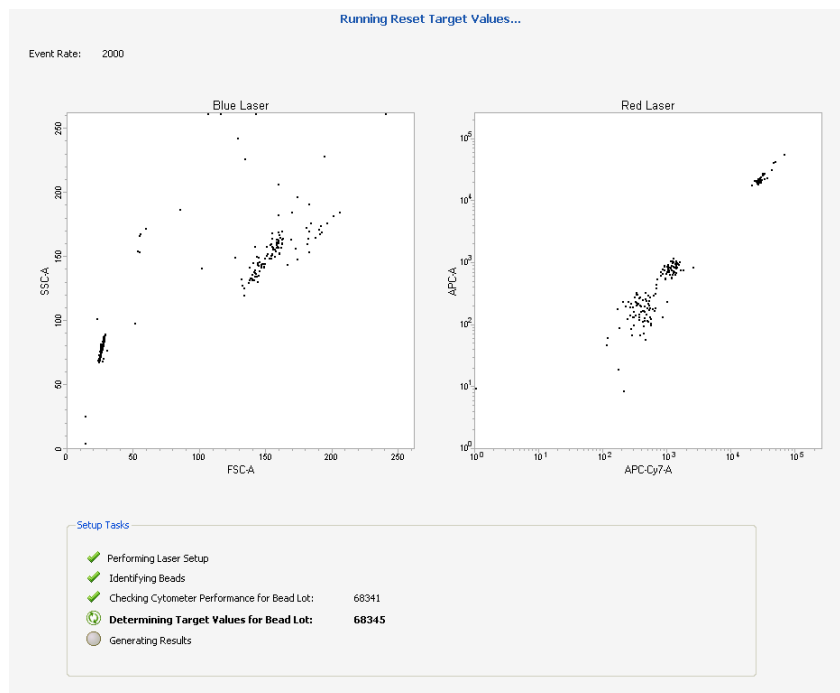 Running Reset Target Values...
Event Rate: 2000
Blue Laser
Red Laser
250
200
150
100
50
0
SSC-A
0 50 100 150 200 250
FSC-A
10^5
10^4
10^3
10^2
10^1
10^0
APC-A
10^0 10^1 10^2 10^3 10^4 10^5
APC-Cy7-A
Setup Tasks
Performing Laser Setup
Identifying Beads
Checking Cytometer Performance for Bead Lot: 68341
Determining Target Values for Bead Lot: 68345
Generating Results